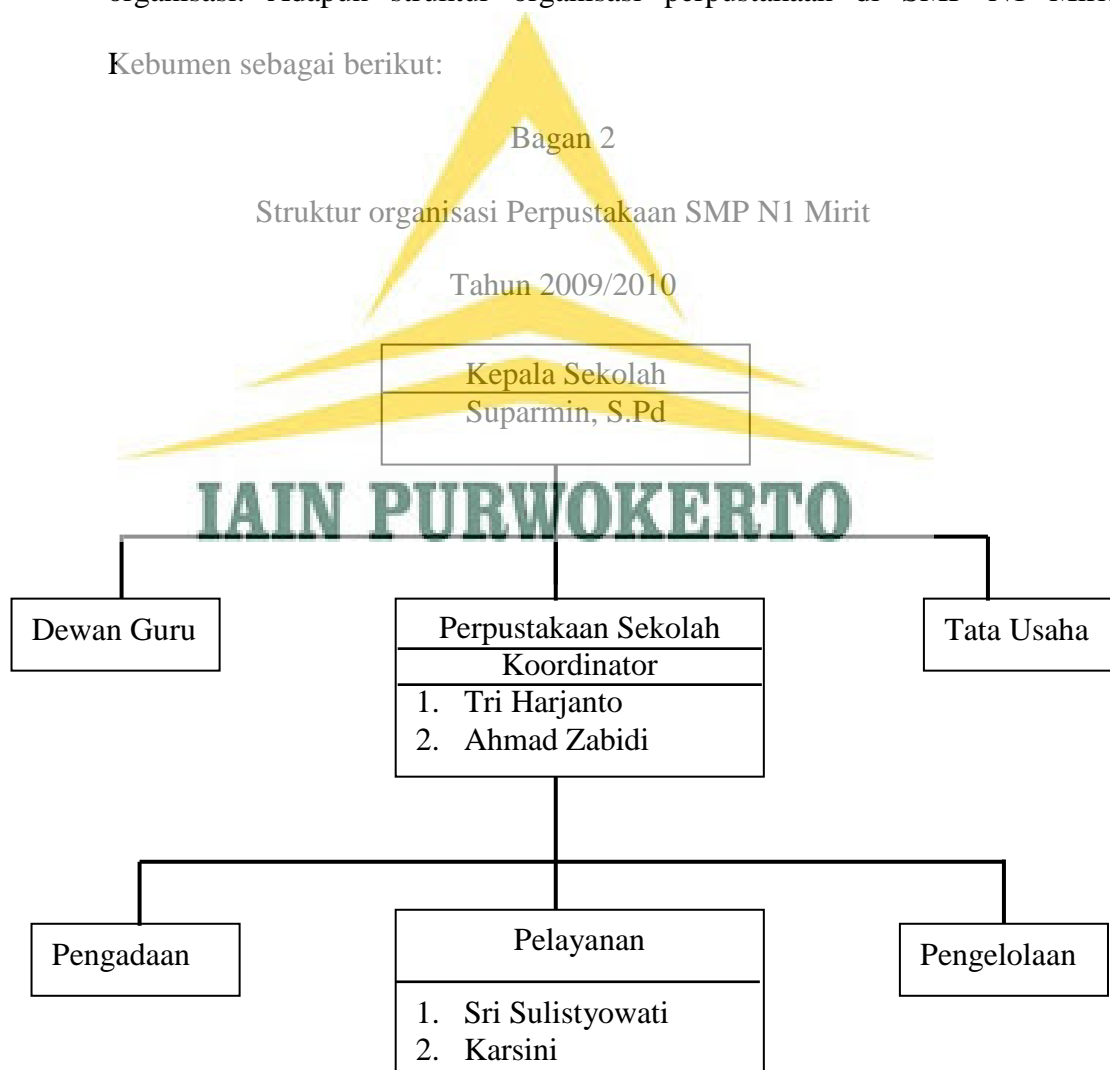 organisasi. Adapun struktur organisasi perpustakaan di SMP N1 Mirit
Kebumen sebagai berikut:
Bagan 2
Struktur organisasi Perpustakaan SMP N1 Mirit
Tahun 2009/2010
Kepala Sekolah
Suparmin, S.Pd
IAIN PURWOKERTO
Dewan Guru
Perpustakaan Sekolah
Koordinator
1. Tri Harjanto
2. Ahmad Zabidi
Tata Usaha
Pengadaan
Pelayanan
1. Sri Sulistyowati
2. Karsini
Pengelolaan